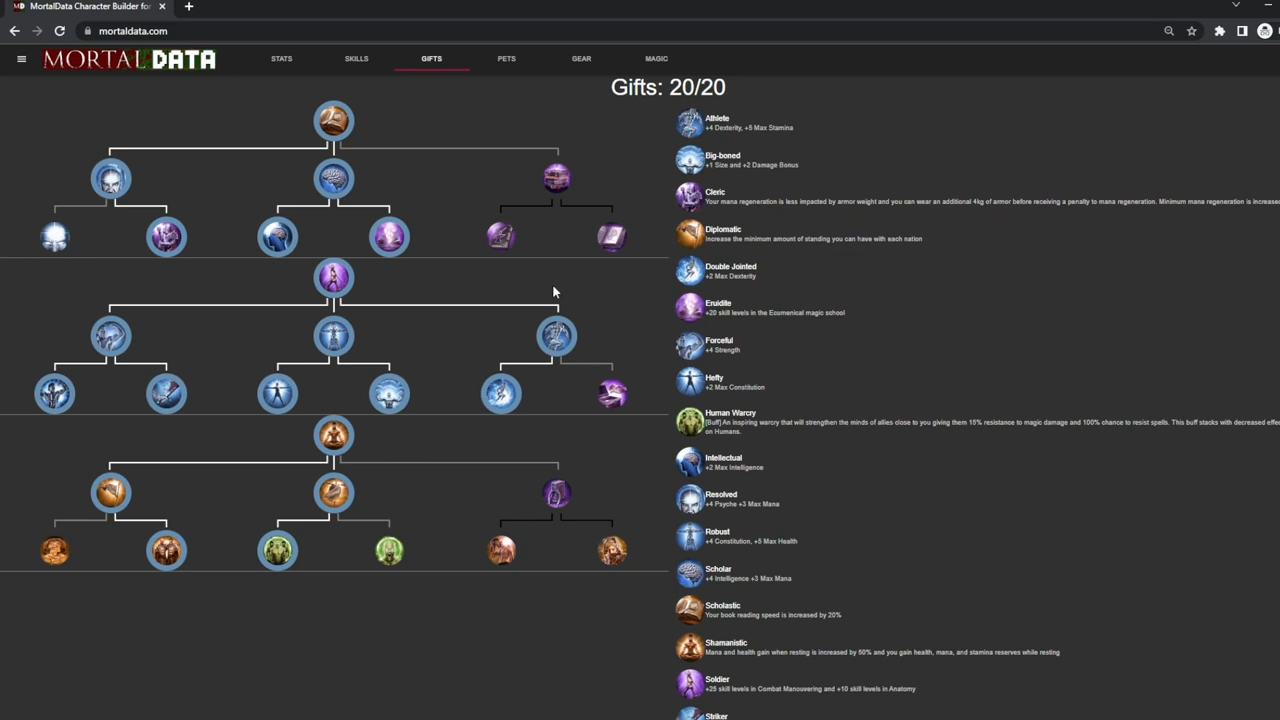 MortalData Character Builder for
mortaldata.com
MORTAL DATA
STATS
SKILLS
GIFTS
PETS
GEAR
MAGIC
Gifts: 20/20
Athlete
+4 Dexterity, +5 Max Stamina
Big-boned
+1 Size and +2 Damage Bonus
Cleric
Your mana regeneration is less impacted by armor weight and you can wear an additional 4kg of armor before receiving a penalty to mana regeneration. Minimum mana regeneration is increase
Diplomatic
Increase the minimum amount of standing you can have with each nation
Double Jointed
+2 Max Dexterity
Eruidite
+20 skill levels in the Ecumenical magic school
Forceful
+4 Strength
Hefty
+2 Max Constitution
Human Warcry
[Buff] An inspiring warcry that will strengthen the minds of allies close to you giving them 15% resistance to magic damage and 100% chance to resist spells. This buff stacks with decreased effe
on Humans.
Intellectual
+2 Max Intelligence
Resolved
+4 Psyche +3 Max Mana
Robust
+4 Constitution, +5 Max Health
Scholar
+4 Intelligence +3 Max Mana
Scholastic
Your book reading speed is increased by 20%
Shamanistic
Mana and health gain when resting is increased by 50% and you gain health, mana, and stamina reserves while resting
Soldier
+25 skill levels in Combat Manouvering and +10 skill levels in Anatomy
Striker